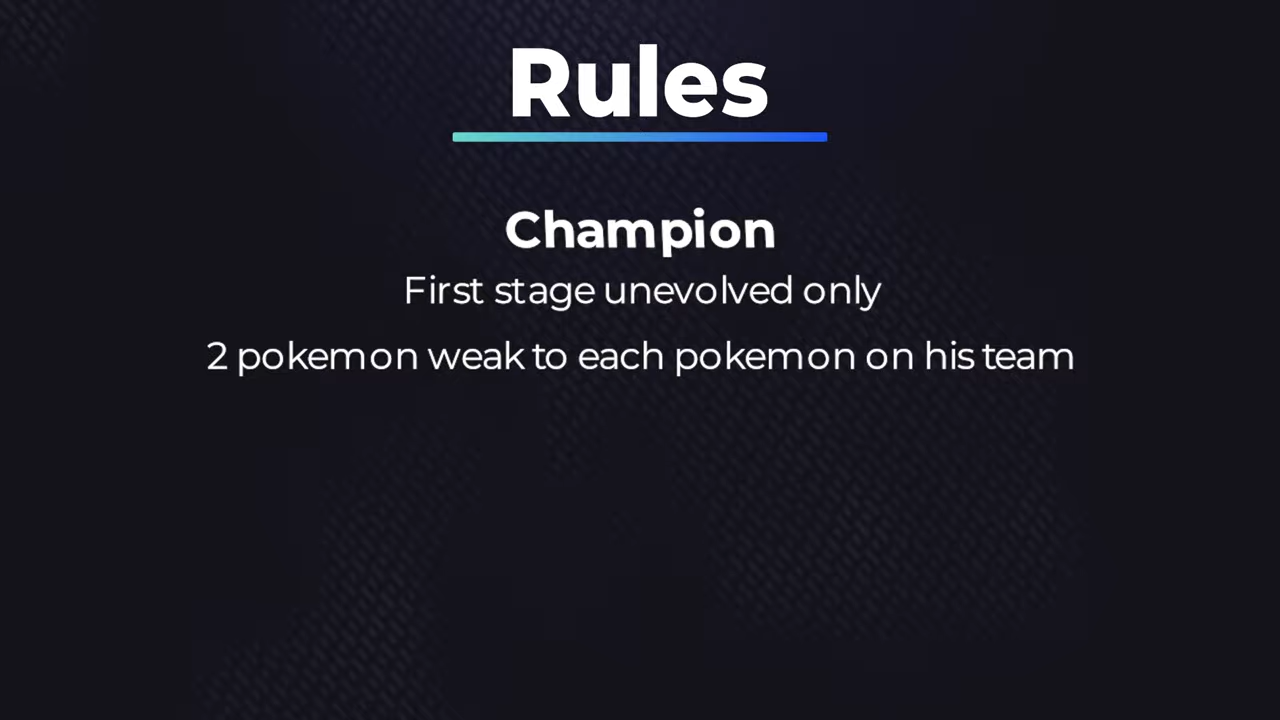 Rules
Champion
First stage unevolved only
2 pokemon weak to each pokemon on his team